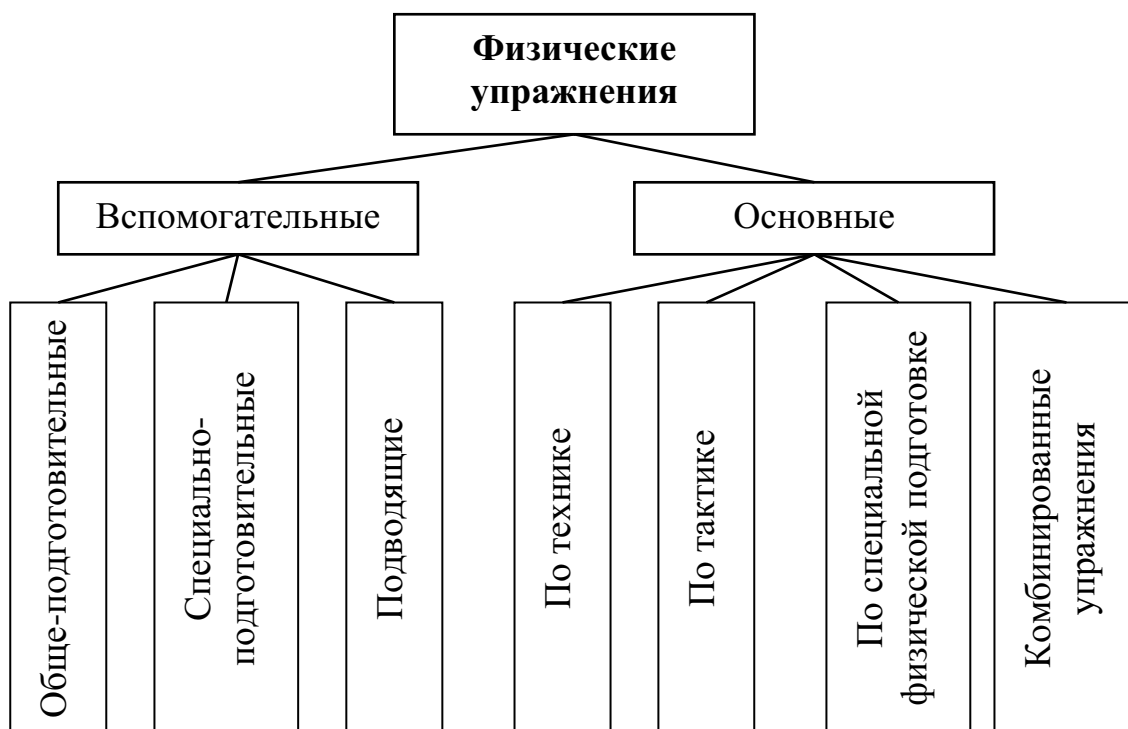 Физические
упражнения
Вспомогательные
Основные
Обще-подготовительные
Специально-
подготовительные
Подводящие
По технике
По тактике
По специальной
физической подготовке
Комбинированные
упражнения